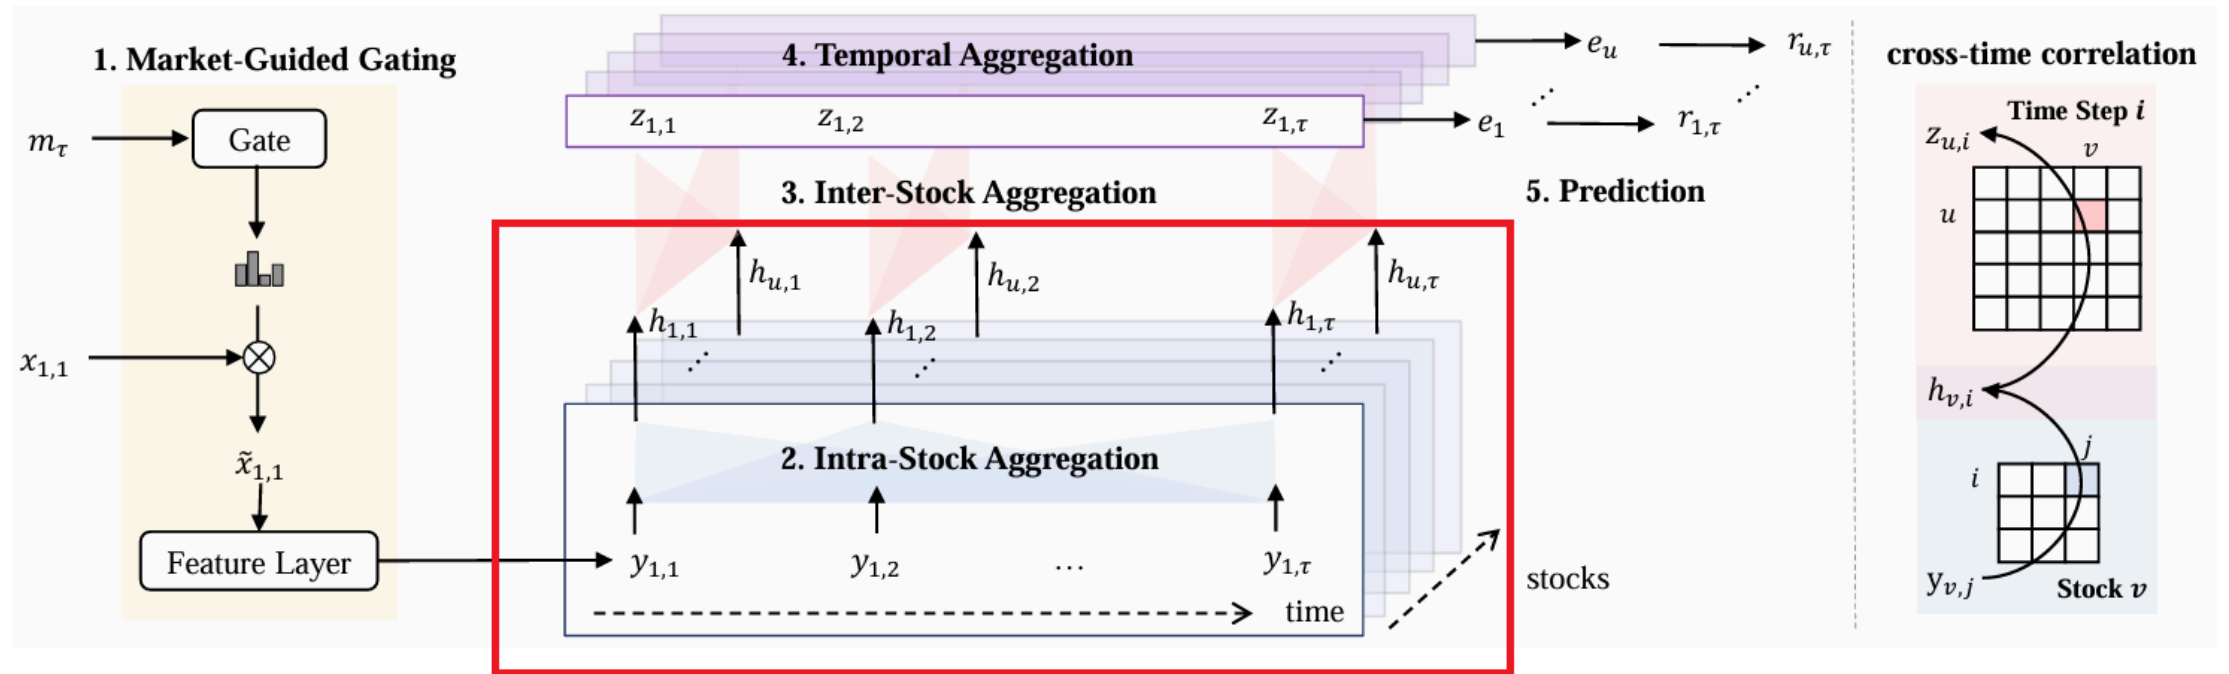 1. Market-Guided Gating
m_τ
Gate
x_{1,1}
x̃_{1,1}
Feature Layer
4. Temporal Aggregation
z_{1,1} z_{1,2} z_{1,τ}
e_u
r_{u,τ}
⋰
⋰
e_1
r_{1,τ}
3. Inter-Stock Aggregation
5. Prediction
h_{u,1}
h_{u,2}
h_{u,τ}
h_{1,1}
h_{1,2}
h_{1,τ}
⋰
⋰
⋰
2. Intra-Stock Aggregation
y_{1,1} y_{1,2} … y_{1,τ}
time
stocks
cross-time correlation
Time Step i
z_{u,i}
v
u
h_{v,i}
j
i
y_{v,j}
Stock v